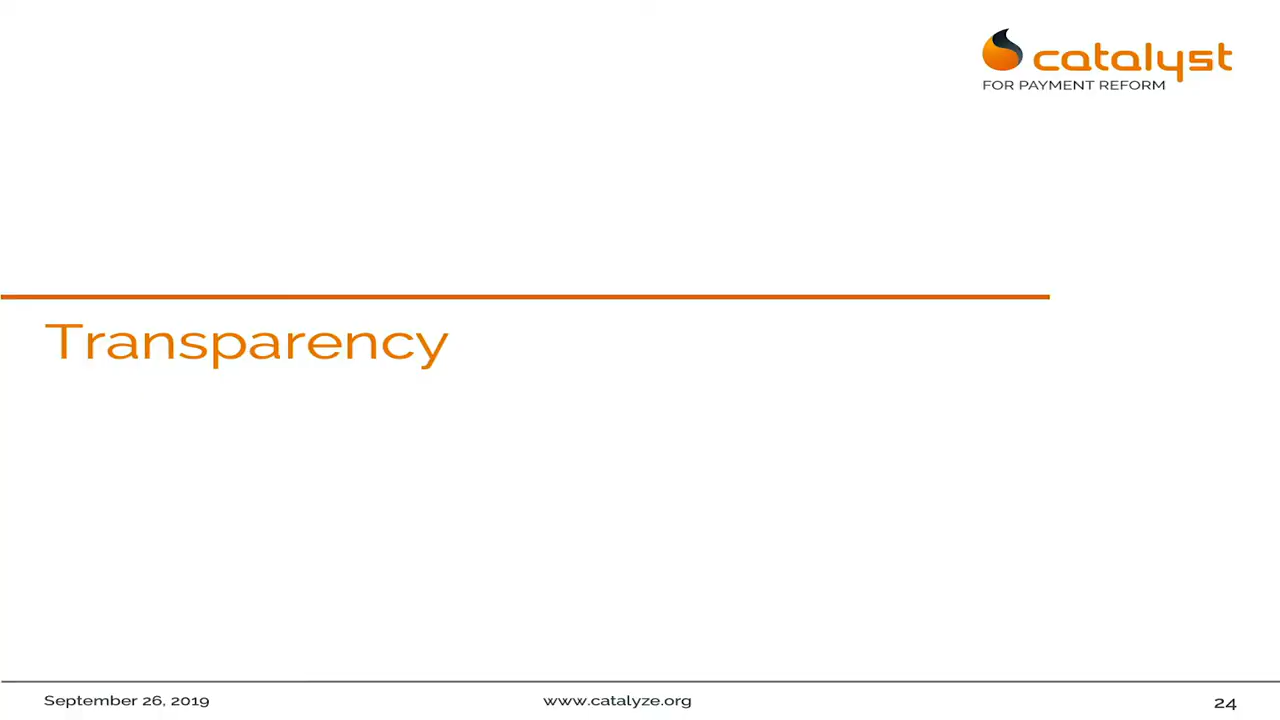 catalyst
FOR PAYMENT REFORM
Transparency
September 26, 2019
www.catalyze.org
24